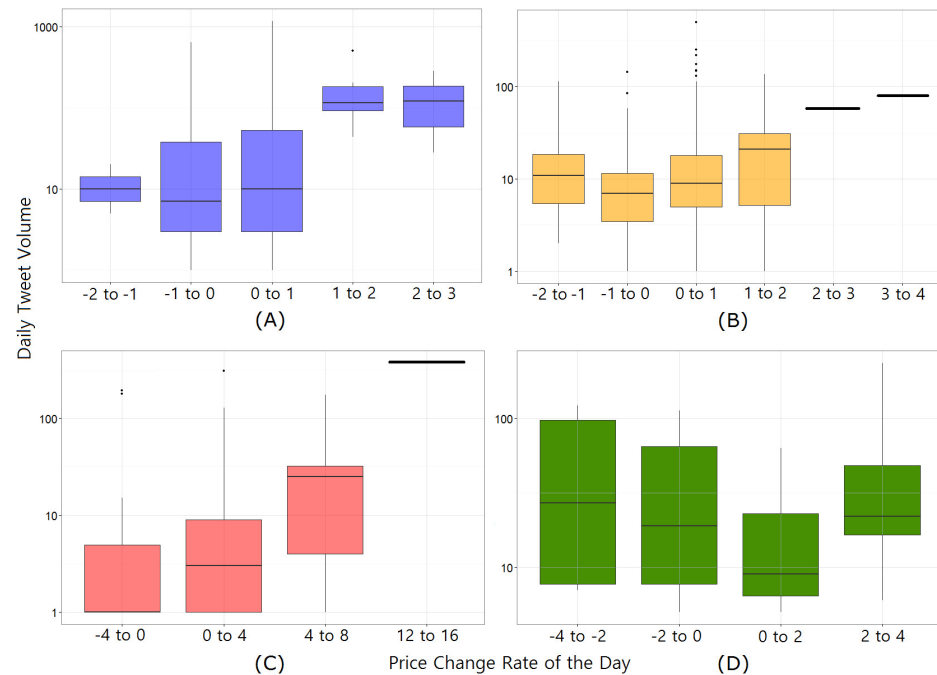 1000
10
-2 to -1 -1 to 0 0 to 1 1 to 2 2 to 3
(A)
100
10
1
-2 to -1 -1 to 0 0 to 1 1 to 2 2 to 3 3 to 4
(B)
Daily Tweet Volume
100
10
1
-4 to 0 0 to 4 4 to 8 12 to 16
(C)
100
10
-4 to -2 -2 to 0 0 to 2 2 to 4
(D)
Price Change Rate of the Day